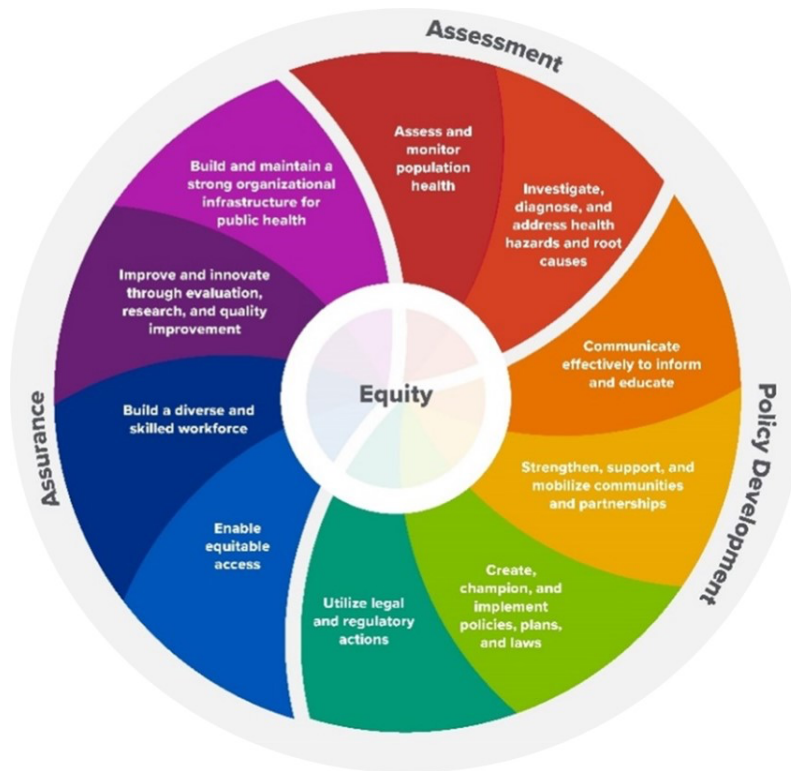 Assessment
Assess and
monitor
population
health
Investigate,
diagnose, and
address health
hazards and root
causes
Communicate
effectively to inform
and educate
Strengthen, support, and
mobilize communities
and partnerships
Policy Development
Create,
champion, and
implement
policies, plans,
and laws
Utilize legal
and regulatory
actions
Enable
equitable
access
Build a diverse and
skilled workforce
Assurance
Improve and innovate
through evaluation,
research, and quality
improvement
Build and maintain a
strong organizational
infrastructure for
public health
Equity